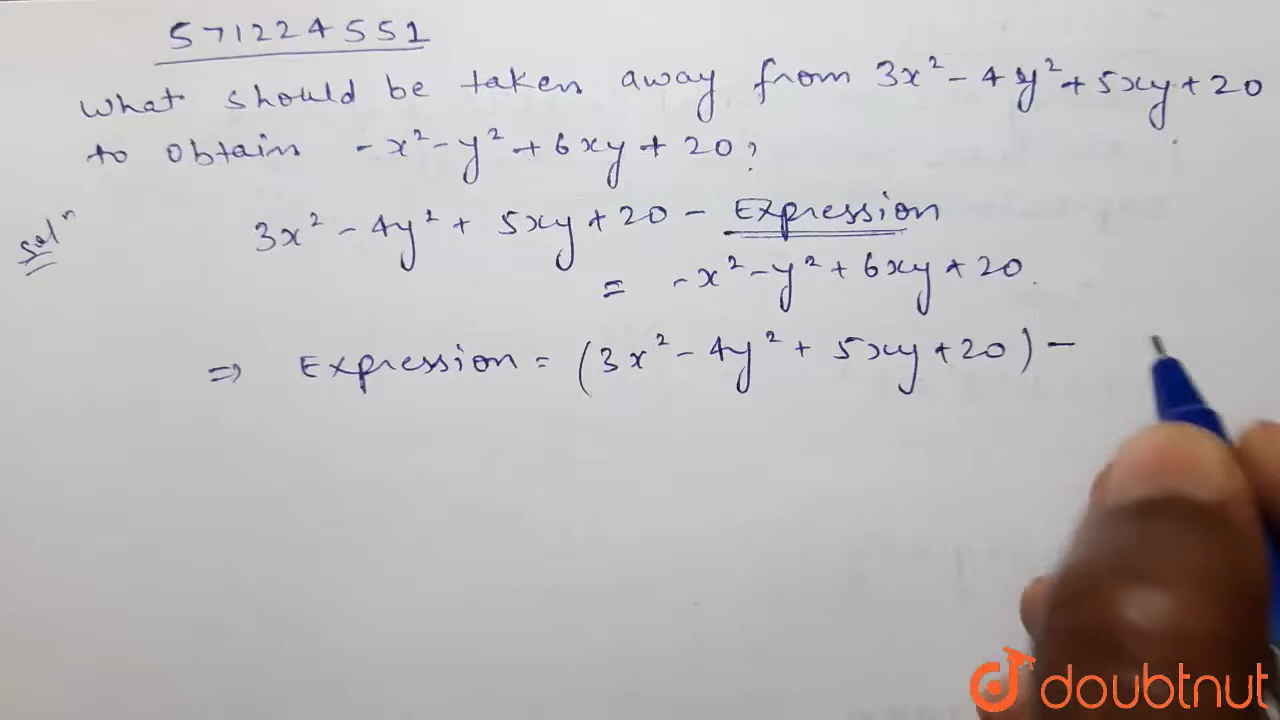 571224551
What should be taken away from 3x² - 4y² + 5xy + 20
to obtain -x² - y² + 6xy + 20?
Solⁿ
3x² - 4y² + 5xy + 20 - Expression
= -x² - y² + 6xy + 20.
⇒ Expression = (3x² - 4y² + 5xy + 20) -
doubtnut